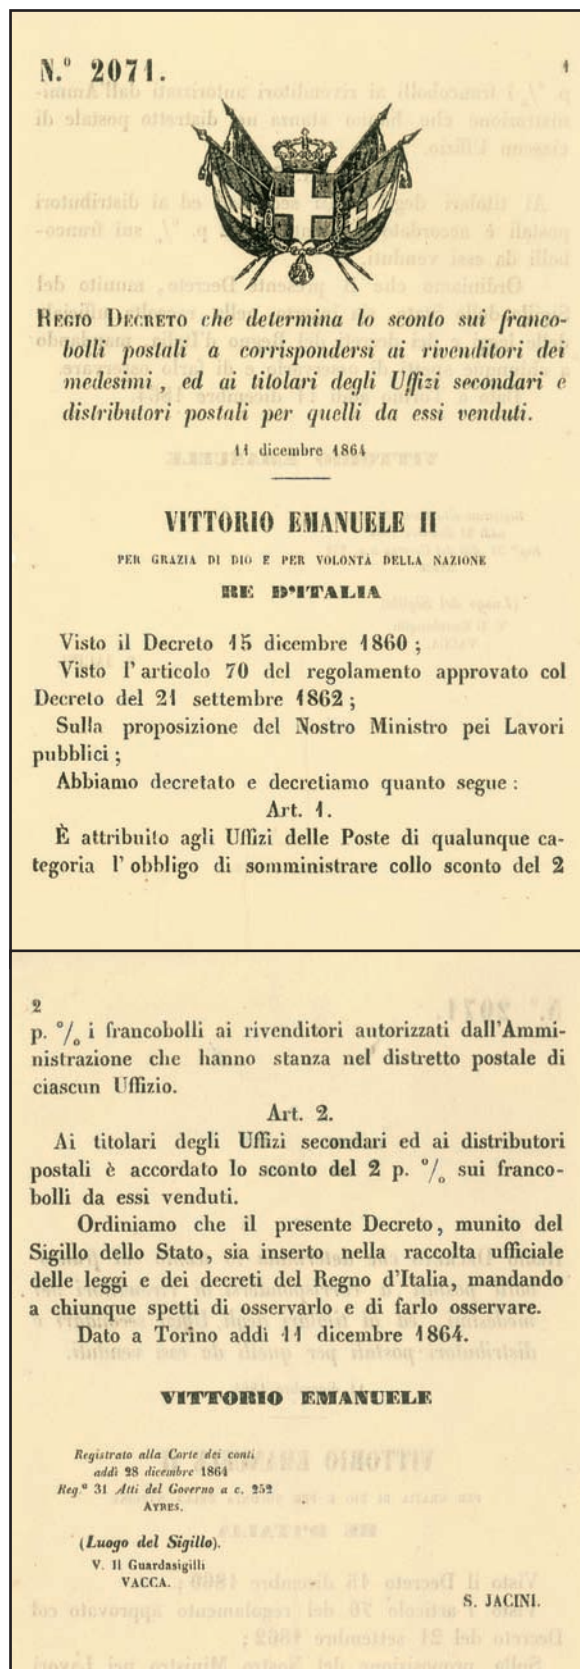 N.º 2071.
1
REGIO DECRETO che determina lo sconto sui franco-
bolli postali a corrispondersi ai rivenditori dei
medesimi, ed ai titolari degli Uffizi secondari e
distributori postali per quelli da essi venduti.
11 dicembre 1864
VITTORIO EMANUELE II
PER GRAZIA DI DIO E PER VOLONTÀ DELLA NAZIONE
RE D'ITALIA
Visto il Decreto 15 dicembre 1860;
Visto l'articolo 70 del regolamento approvato col
Decreto del 21 settembre 1862;
Sulla proposizione del Nostro Ministro pei Lavori
pubblici;
Abbiamo decretato e decretiamo quanto segue:
Art. 1.
È attribuito agli Uffizi delle Poste di qualunque ca-
tegoria l'obbligo di somministrare collo sconto del 2
2
p. % i francobolli ai rivenditori autorizzati dall'Ammi-
nistrazione che hanno stanza nel distretto postale di
ciascun Uffizio.
Art. 2.
Ai titolari degli Uffizi secondari ed ai distributori
postali è accordato lo sconto del 2 p. % sui franco-
bolli da essi venduti.
Ordiniamo che il presente Decreto, munito del
Sigillo dello Stato, sia inserto nella raccolta ufficiale
delle leggi e dei decreti del Regno d'Italia, mandando
a chiunque spetti di osservarlo e di farlo osservare.
Dato a Torino addì 11 dicembre 1864.
VITTORIO EMANUELE
Registrato alla Corte dei conti
addì 28 dicembre 1864
Reg.º 31 Atti del Governo a c. 252
AYRES.
(Luogo del Sigillo).
V. Il Guardasigilli
VACCA.
S. JACINI.